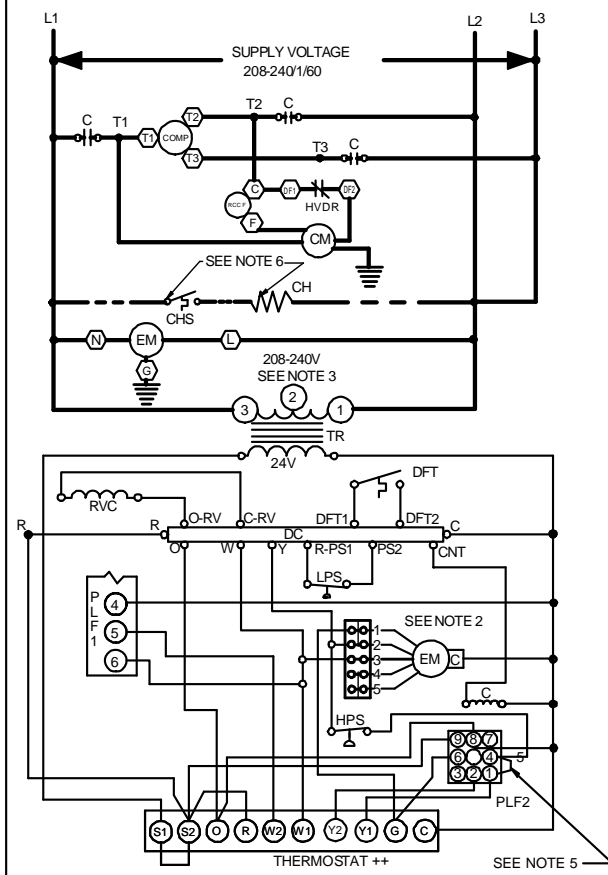 L1
L2
L3
SUPPLY VOLTAGE
208-240/1/60
C
T1
T1
COMP
T2
T2
C
T3
T3
C
C
DF1
HVDR
DF2
RCC F
F
CM
SEE NOTE 6
CHS
CH
N
EM
L
G
208-240V
SEE NOTE 3
3
2
1
TR
24V
RVC
DFT
R
R
O-RV
C-RV
DC
DFT1
DFT2
C
O
W
Y
R-PS1
PS2
CNT
LPS
PLF1
4
5
6
1
2
3
4
5
EM
C
SEE NOTE 2
C
HPS
9
8
7
6
4
5
3
2
1
PLF2
S1
S2
O
R
W2
W1
Y2
Y1
G
C
THERMOSTAT ++
SEE NOTE 5